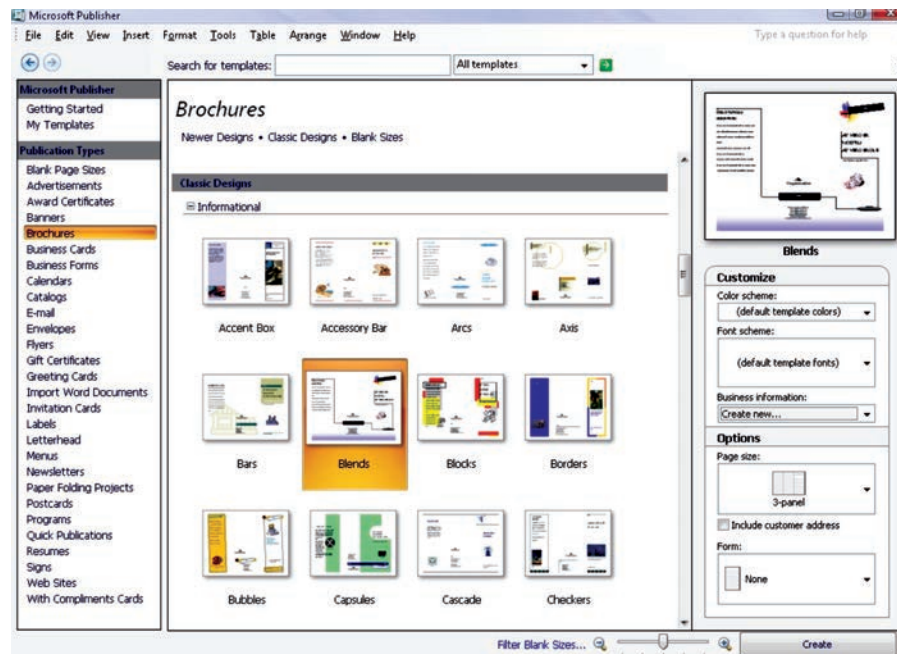 Microsoft Publisher
File Edit View Insert Format Tools Table Arrange Window Help
Type a question for help
Search for templates:
All templates
Microsoft Publisher
Getting Started
My Templates
Publication Types
Blank Page Sizes
Advertisements
Award Certificates
Banners
Brochures
Business Cards
Business Forms
Calendars
Catalogs
E-mail
Envelopes
Flyers
Gift Certificates
Greeting Cards
Import Word Documents
Invitation Cards
Labels
Letterhead
Menus
Newsletters
Paper Folding Projects
Postcards
Programs
Quick Publications
Resumes
Signs
Web Sites
With Compliments Cards
Brochures
Newer Designs • Classic Designs • Blank Sizes
Classic Designs
Informational
Accent Box
Accessory Bar
Arcs
Axis
Bars
Blends
Blocks
Borders
Bubbles
Capsules
Cascade
Checkers
Blends
Customize
Color scheme:
(default template colors)
Font scheme:
(default template fonts)
Business information:
Create new...
Options
Page size:
3-panel
Include customer address
Form:
None
Filter Blank Sizes...
Create